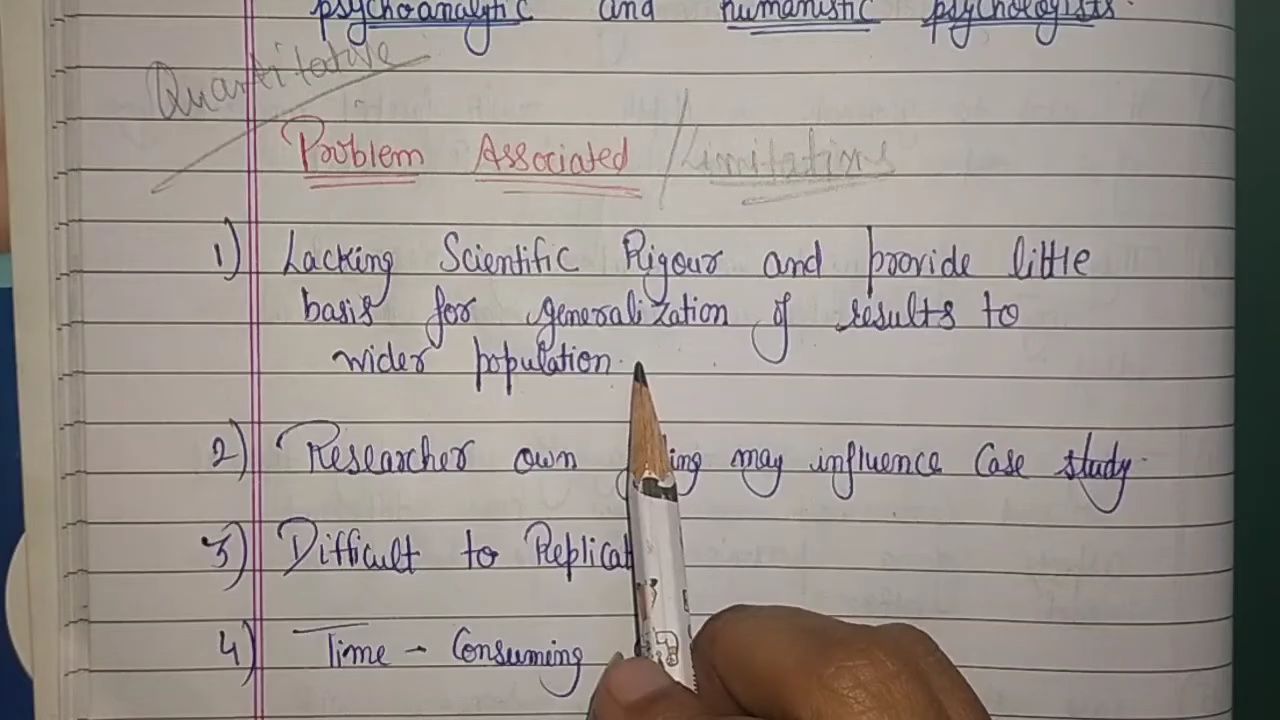 psychoanalytic and humanistic psychologists.
Quantitative
Problem Associated / Limitations
1) Lacking Scientific Rigour and provide little
basis for generalization of results to
wider population.
2) Researcher own may influence Case study.
3) Difficult to
4) Time - Consuming